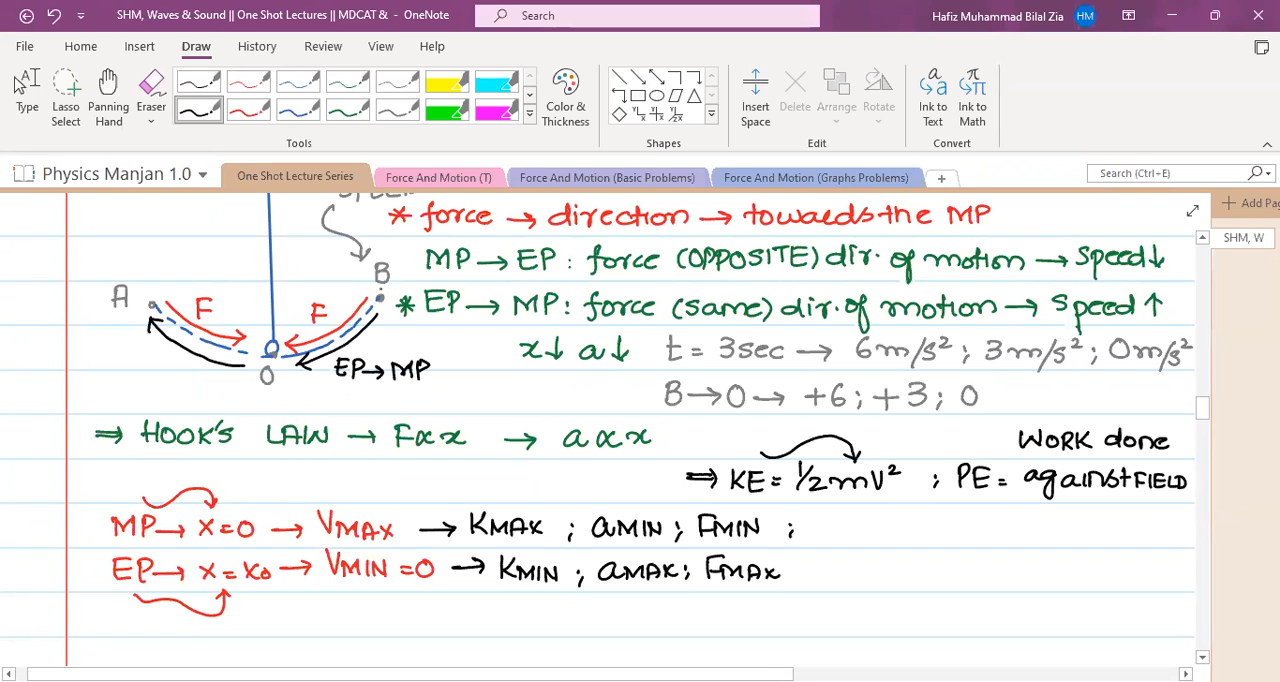 SHM, Waves & Sound || One Shot Lectures || MDCAT & - OneNote
Search
Hafiz Muhammad Bilal Zia
HM
File Home Insert Draw History Review View Help
Type
Lasso Select
Panning Hand
Eraser
Color & Thickness
Insert Space
Delete
Arrange
Rotate
Ink to Text
Ink to Math
Tools
Shapes
Edit
Convert
Physics Manjan 1.0
One Shot Lecture Series
Force And Motion (T)
Force And Motion (Basic Problems)
Force And Motion (Graphs Problems)
Search (Ctrl+E)
Add Pag
SHM, W
* force → direction → towards the MP
MP → EP : force (OPPOSITE) dir. of motion → Speed↓
* EP → MP : force (same) dir. of motion → Speed ↑
A
F
F
B
O
EP→MP
x↓ a↓ t = 3sec → 6m/s² ; 3m/s² ; 0m/s²
B → O → +6 ; +3 ; 0
⇒ HOOK'S LAW → F∝x → a∝x
WORK done
⇒ KE = 1/2mV² ; PE = against FIELD
MP → x=0 → VMAX → KMAX ; aMIN ; FMIN ;
EP → x=x₀ → VMIN=0 → KMIN ; aMAX ; FMAX